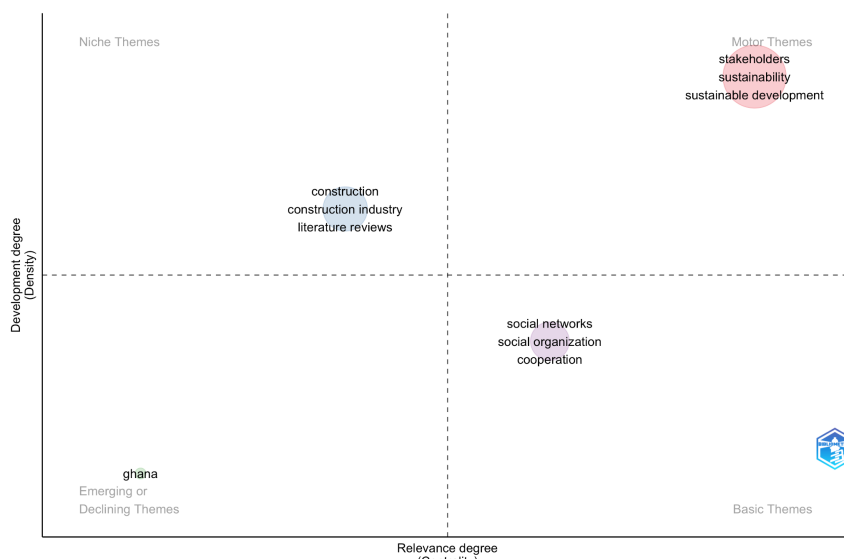 Niche Themes
Motor Themes
stakeholders
sustainability
sustainable development
construction
construction industry
literature reviews
Development degree
(Density)
social networks
social organization
cooperation
ghana
Emerging or
Declining Themes
Basic Themes
Relevance degree